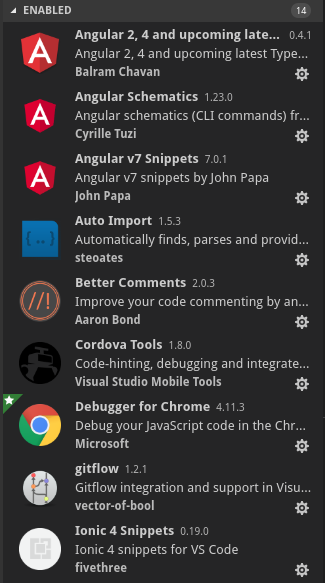 ENABLED 14
Angular 2, 4 and upcoming late... 0.4.1
Angular 2, 4 and upcoming latest Type...
Balram Chavan
Angular Schematics 1.23.0
Angular schematics (CLI commands) fr...
Cyrille Tuzi
Angular v7 Snippets 7.0.1
Angular v7 snippets by John Papa
John Papa
Auto Import 1.5.3
{..}
Automatically finds, parses and provid...
steoates
Better Comments 2.0.3
//!
Improve your code commenting by an...
Aaron Bond
Cordova Tools 1.8.0
Code-hinting, debugging and integrate...
Visual Studio Mobile Tools
Debugger for Chrome 4.11.3
Debug your JavaScript code in the Chr...
Microsoft
gitflow 1.2.1
Gitflow integration and support in Visu...
vector-of-bool
Ionic 4 Snippets 0.19.0
Ionic 4 snippets for VS Code
fivethree